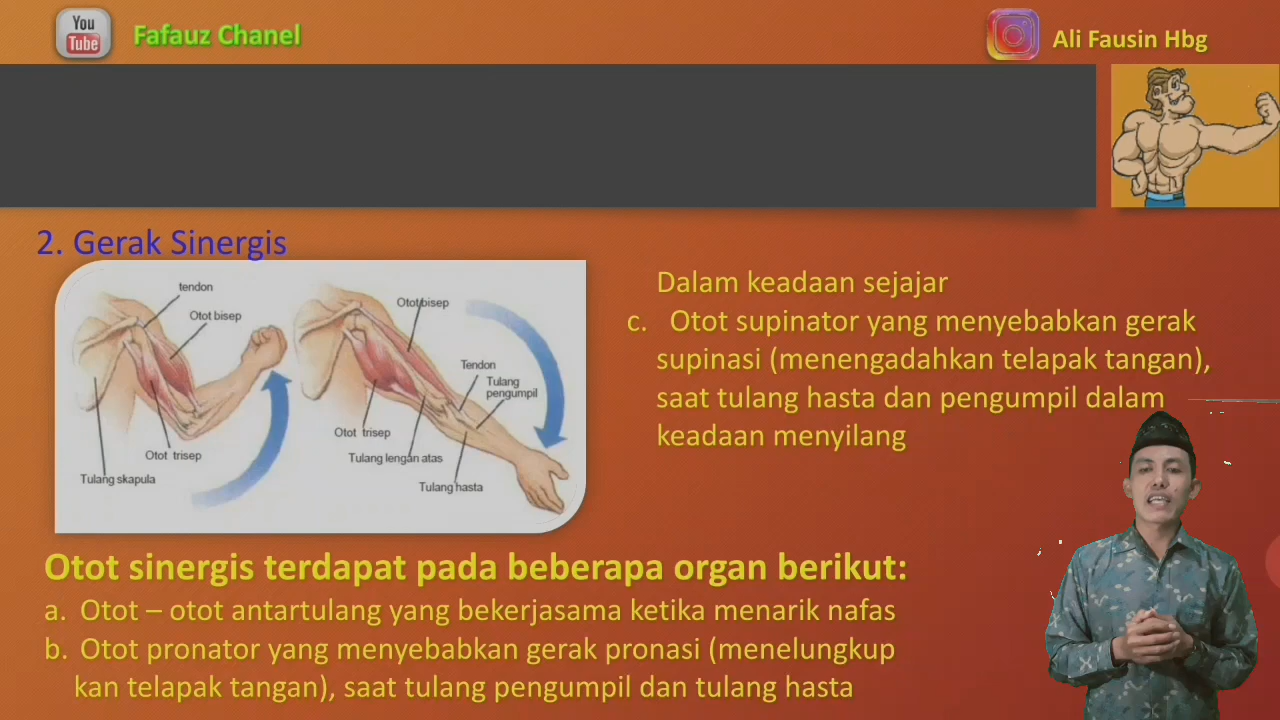 You
Tube
Fafauz Chanel
Ali Fausin Hbg
2. Gerak Sinergis
tendon
Otot bisep
Otot trisep
Tulang skapula
Otot bisep
Tendon
Tulang
pengumpil
Otot trisep
Tulang lengan atas
Tulang hasta
Otot sinergis terdapat pada beberapa organ berikut:
a. Otot – otot antartulang yang bekerjasama ketika menarik nafas
b. Otot pronator yang menyebabkan gerak pronasi (menelungkup
kan telapak tangan), saat tulang pengumpil dan tulang hasta
Dalam keadaan sejajar
c. Otot supinator yang menyebabkan gerak
supinasi (menengadahkan telapak tangan),
saat tulang hasta dan pengumpil dalam
keadaan menyilang